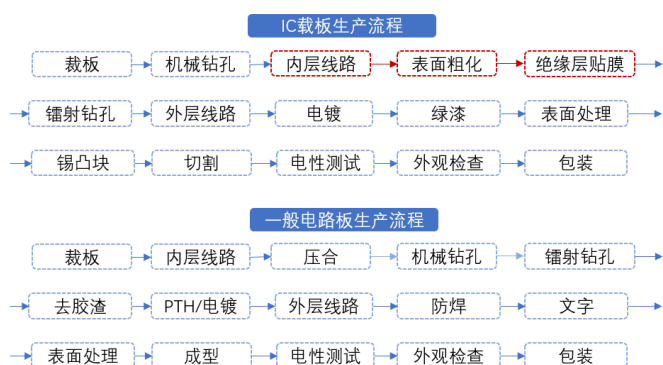 IC载板生产流程
裁板 机械钻孔 内层线路 表面粗化 绝缘层贴膜
镭射钻孔 外层线路 电镀 绿漆 表面处理
锡凸块 切割 电性测试 外观检查 包装
一般电路板生产流程
裁板 内层线路 压合 机械钻孔 镭射钻孔
去胶渣 PTH/电镀 外层线路 防焊 文字
表面处理 成型 电性测试 外观检查 包装